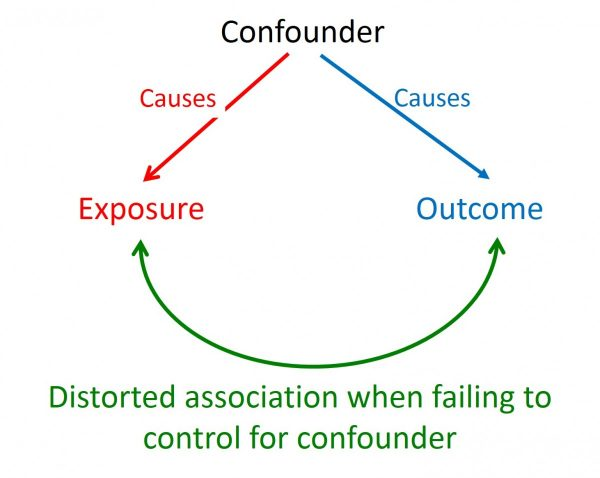 Confounder
Causes
Causes
Exposure
Outcome
Distorted association when failing to
control for confounder